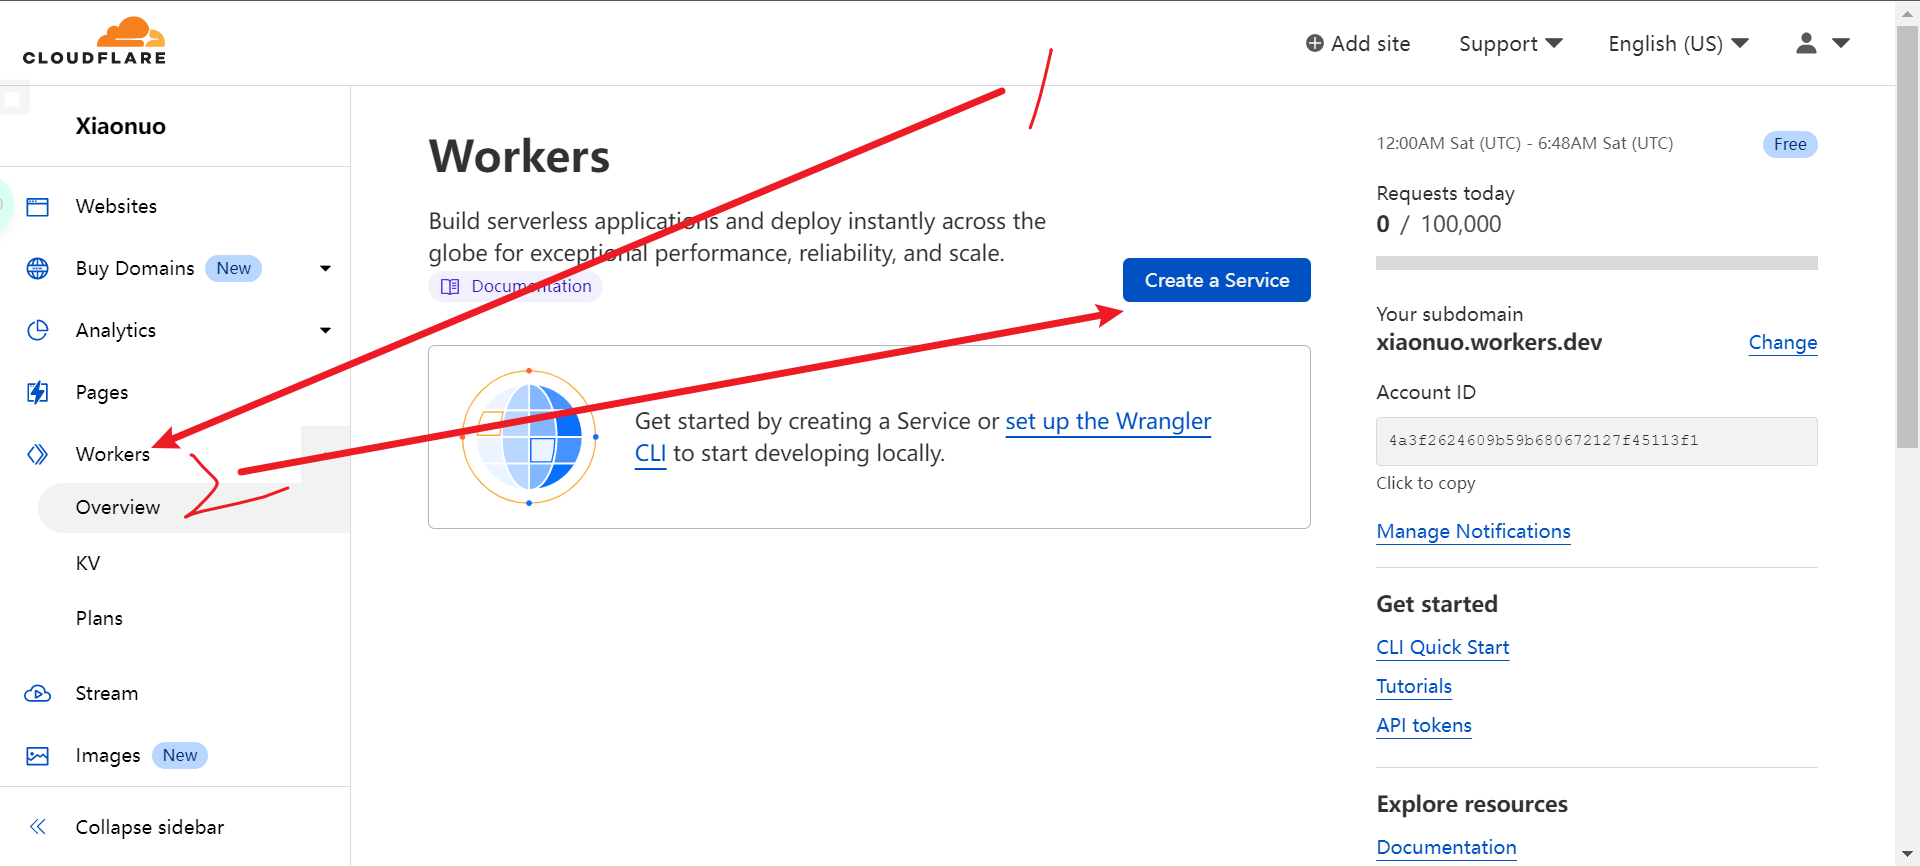 CLOUDFLARE
Add site
Support
English (US)
Xiaonuo
Websites
Buy Domains New
Analytics
Pages
Workers
Overview
KV
Plans
Stream
Images New
Collapse sidebar
Workers
Build serverless applications and deploy instantly across the
globe for exceptional performance, reliability, and scale.
Documentation
Create a Service
Get started by creating a Service or set up the Wrangler
CLI to start developing locally.
12:00AM Sat (UTC) - 6:48AM Sat (UTC)
Free
Requests today
0 / 100,000
Your subdomain
xiaonuo.workers.dev
Change
Account ID
4a3f2624609b59b680672127f45113f1
Click to copy
Manage Notifications
Get started
CLI Quick Start
Tutorials
API tokens
Explore resources
Documentation